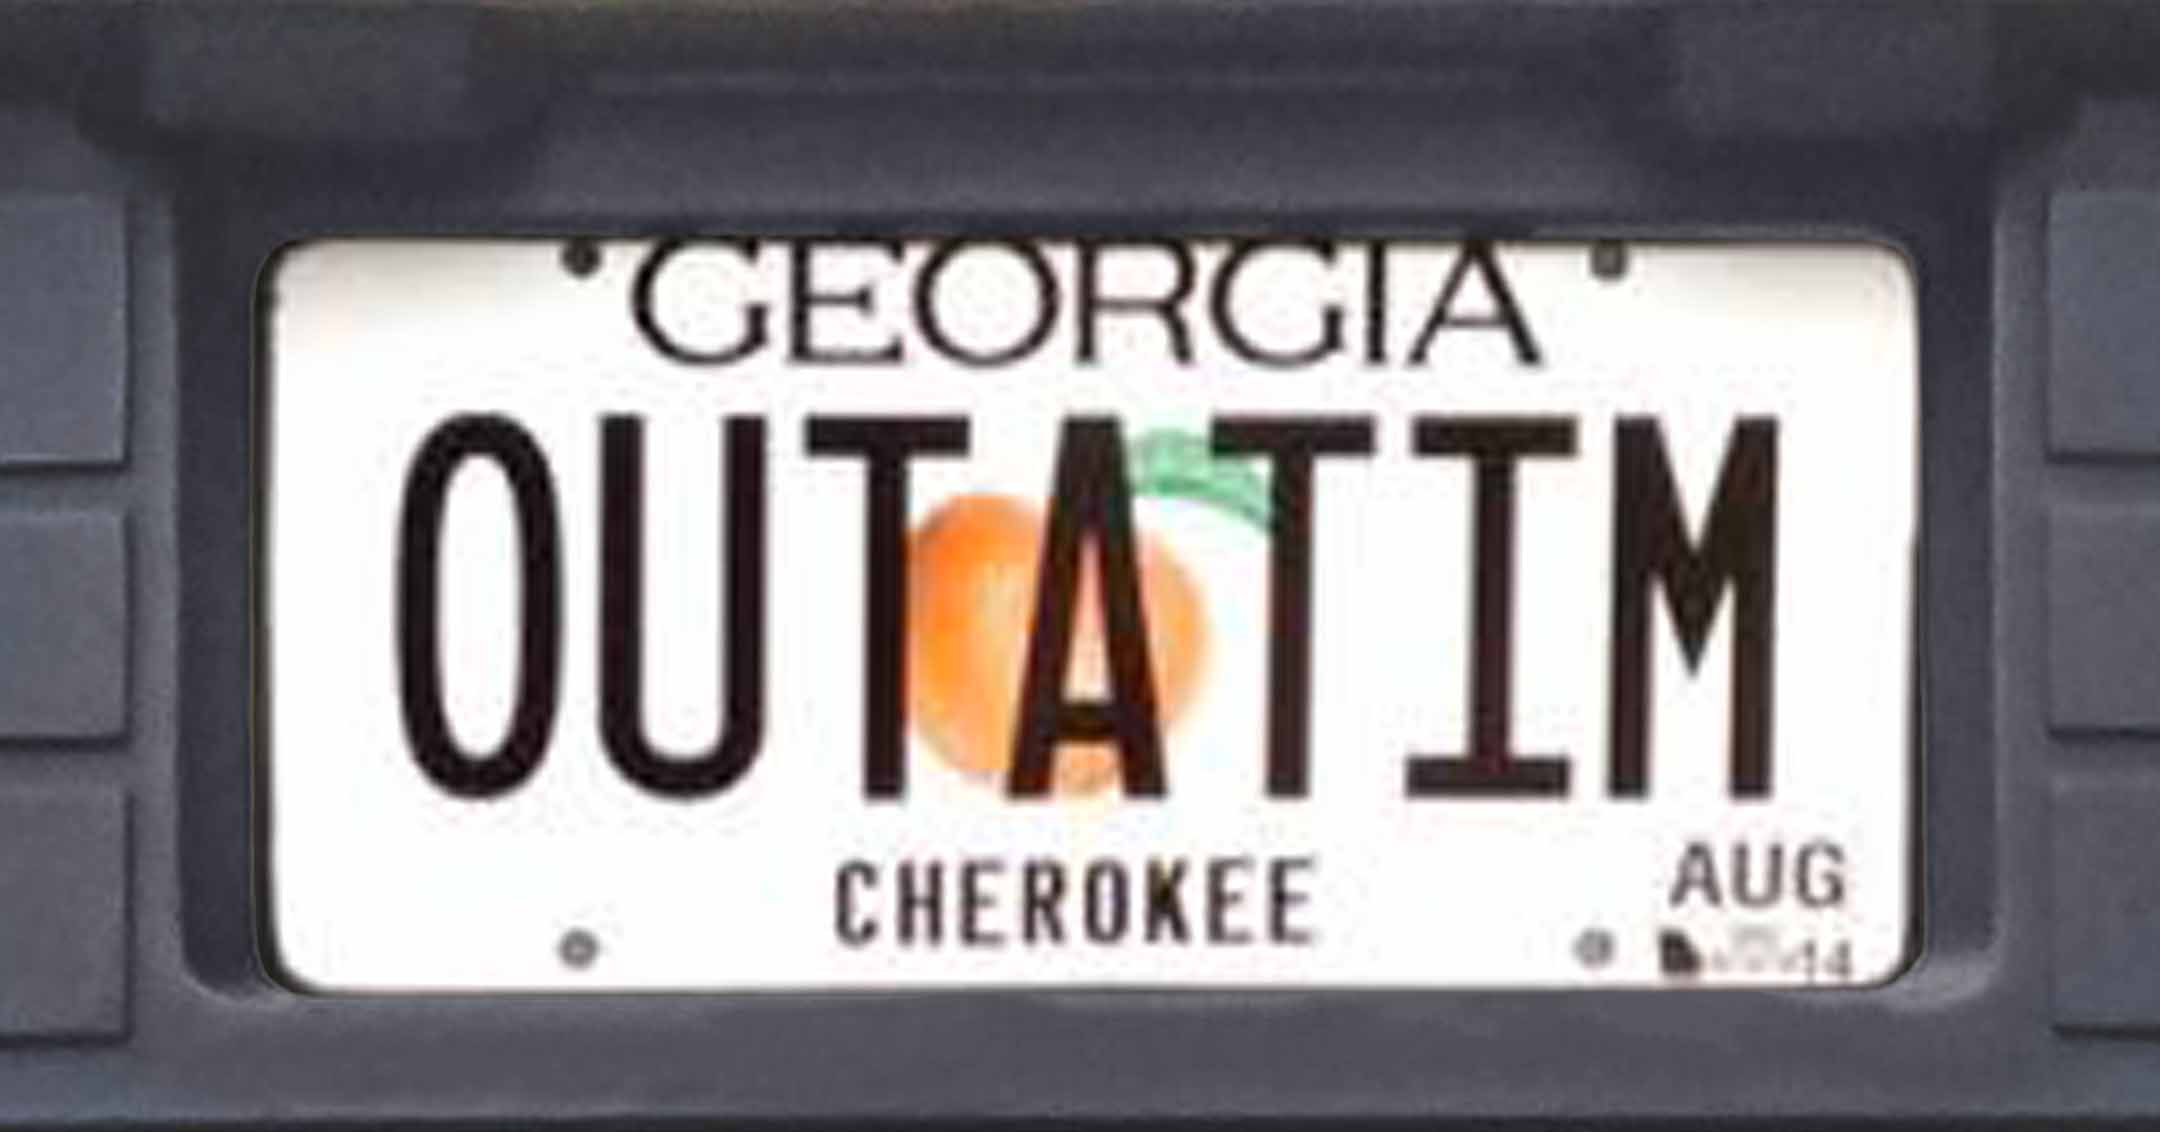 GEORGIA
OUTATIM
CHEROKEE
AUG
14